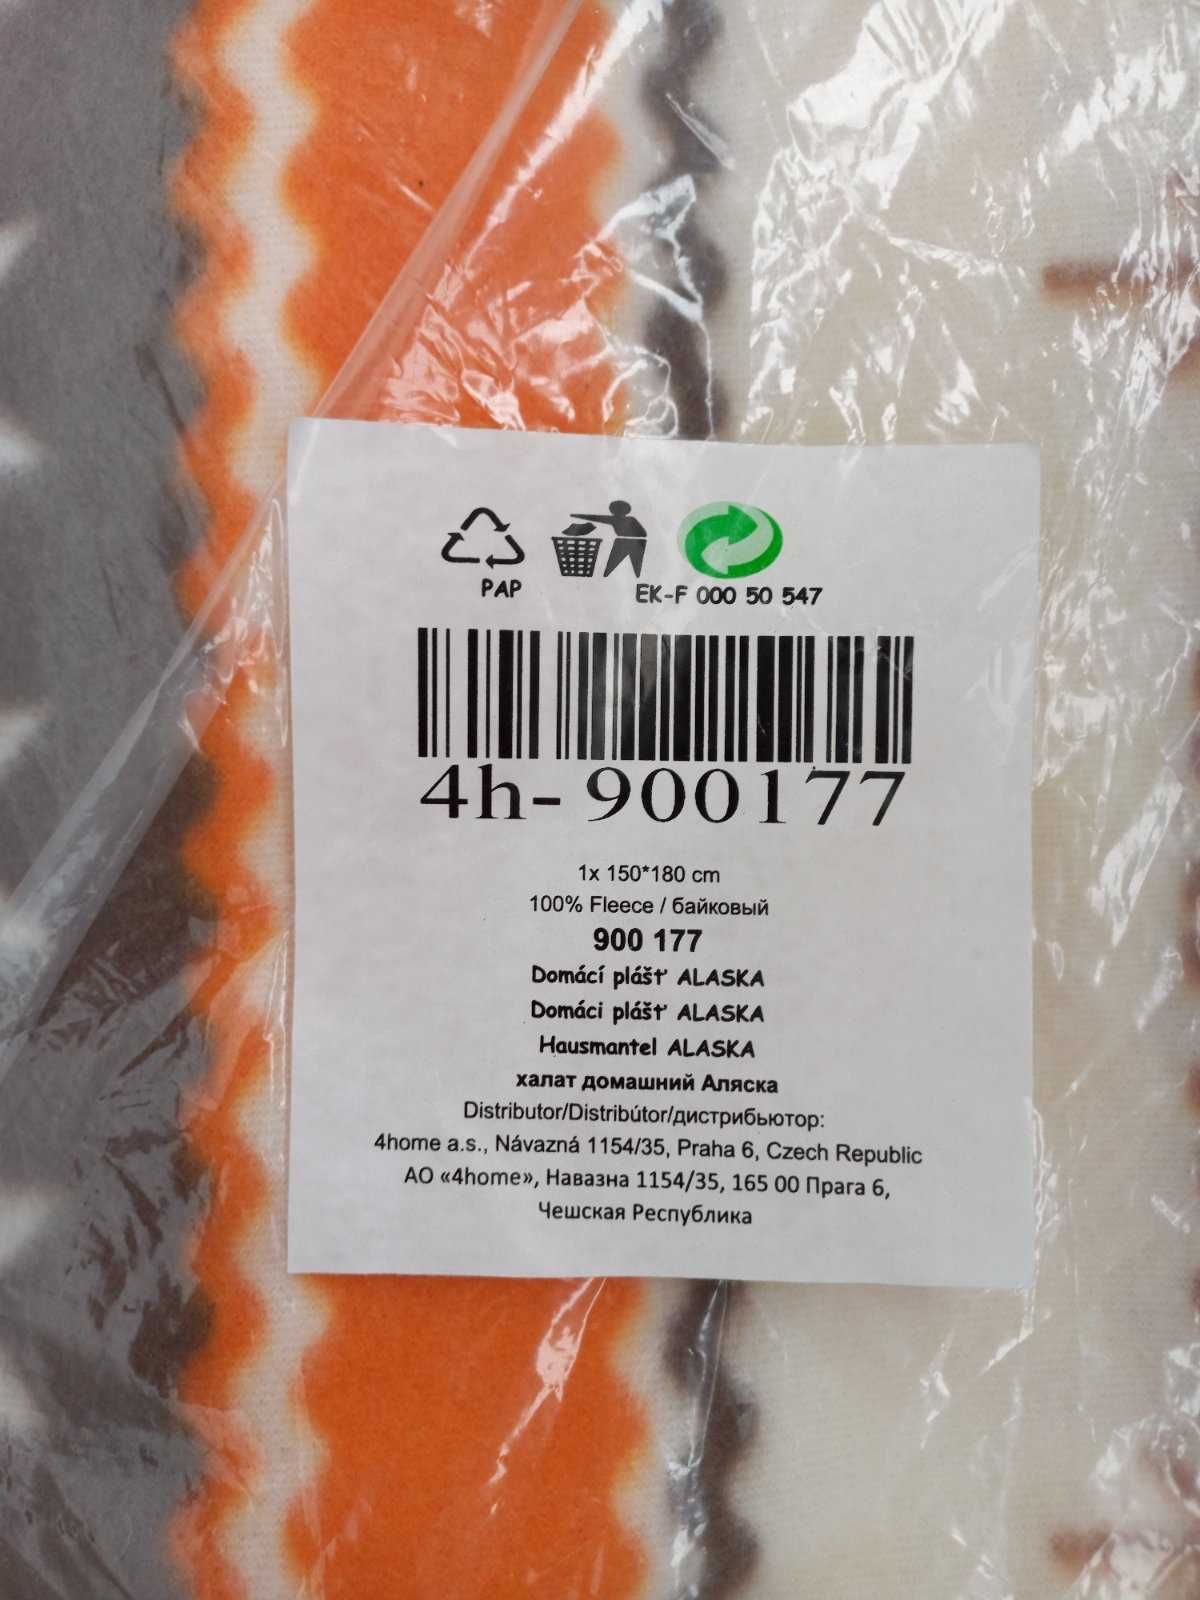 PAP
EK-F 000 50 547
4h-900177
1x 150*180 cm
100% Fleece / байковый
900 177
Domácí plášť ALASKA
Domáci plášť ALASKA
Hausmantel ALASKA
халат домашний Аляска
Distributor/Distribútor/дистрибьютор:
4home a.s., Návazná 1154/35, Praha 6, Czech Republic
АО «4home», Навазна 1154/35, 165 00 Прага 6,
Чешская Республика